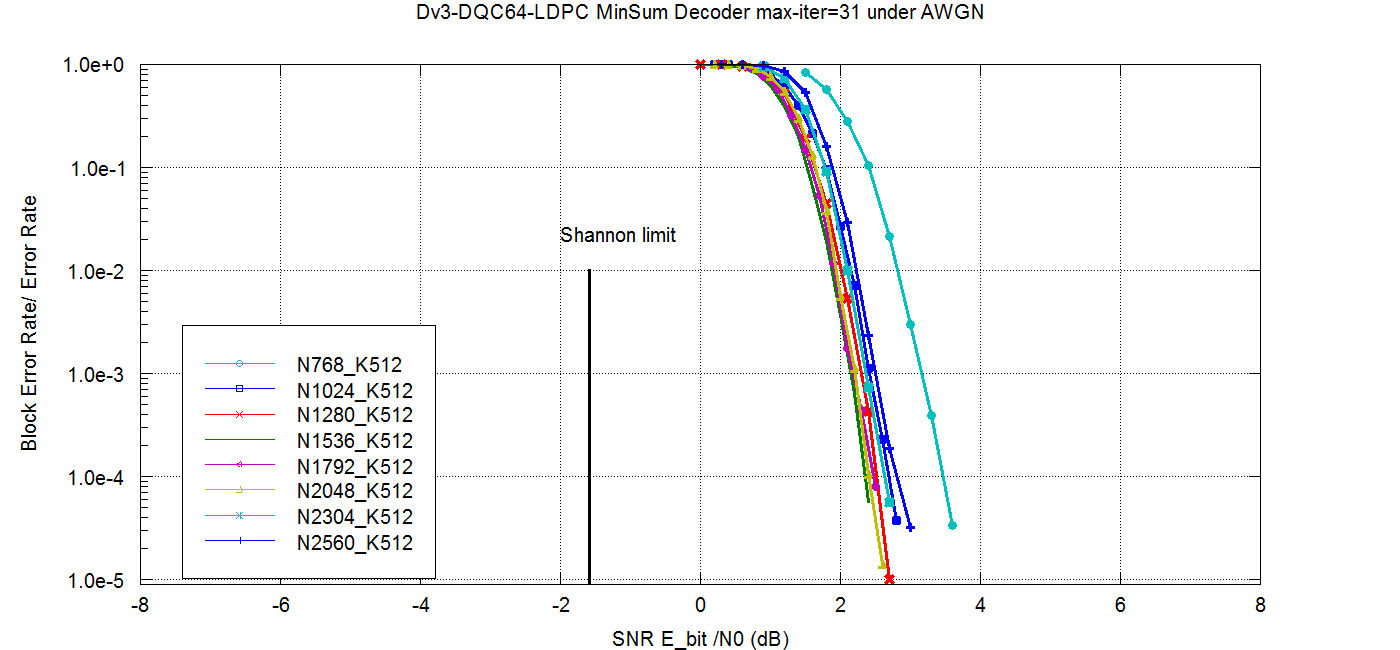 Dv3-DQC64-LDPC MinSum Decoder max-iter=31 under AWGN
1.0e+0
1.0e-1
1.0e-2
1.0e-3
1.0e-4
1.0e-5
Block Error Rate/ Error Rate
Shannon limit
N768_K512
N1024_K512
N1280_K512
N1536_K512
N1792_K512
N2048_K512
N2304_K512
N2560_K512
-8 -6 -4 -2 0 2 4 6 8
SNR E_bit /N0 (dB)